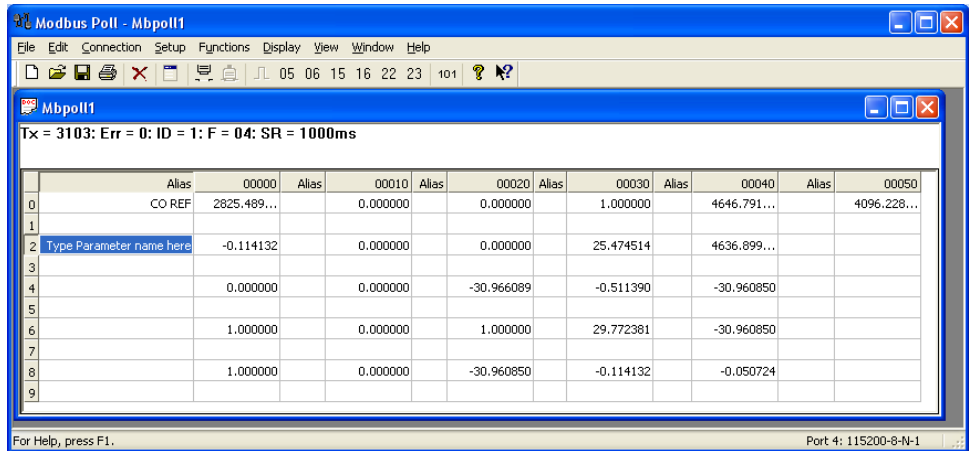 Modbus Poll - Mbpoll1
File Edit Connection Setup Functions Display View Window Help
05 06 15 16 22 23 101
Mbpoll1
Tx = 3103: Err = 0: ID = 1: F = 04: SR = 1000ms
Alias 00000 Alias 00010 Alias 00020 Alias 00030 Alias 00040 Alias 00050
0 CO REF 2825.489... 0.000000 0.000000 1.000000 4646.791... 4096.228...
1
2 Type Parameter name here -0.114132 0.000000 0.000000 25.474514 4636.899...
3
4 0.000000 0.000000 -30.966089 -0.511390 -30.960850
5
6 1.000000 0.000000 1.000000 29.772381 -30.960850
7
8 1.000000 0.000000 -30.960850 -0.114132 -0.050724
9
For Help, press F1. Port 4: 115200-8-N-1